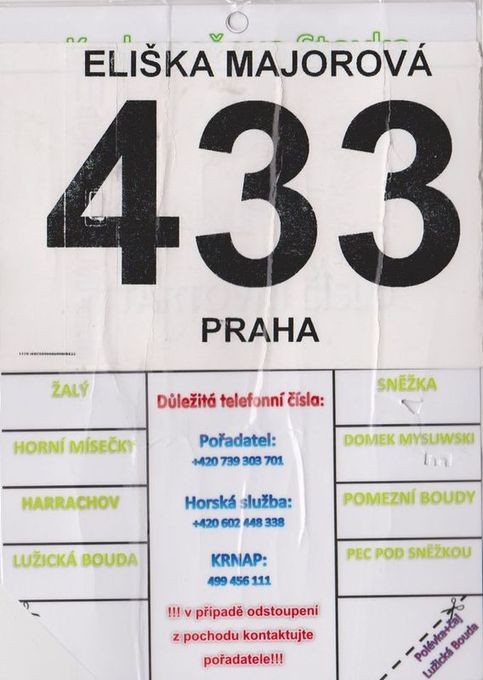 ELIŠKA MAJOROVÁ
433
PRAHA
ŽALÝ
HORNÍ MÍSEČKY
HARRACHOV
LUŽICKÁ BOUDA
Důležitá telefonní čísla:
Pořadatel:
+420 739 303 701
Horská služba:
+420 602 448 338
KRNAP:
499 456 111
!!! v případě odstoupení
z pochodu kontaktujte
pořadatele!!!
SNĚŽKA
DOMEK MYSLIWSKI
POMEZNÍ BOUDY
PEC POD SNĚŽKOU
Polévka+čaj
Lužická Bouda